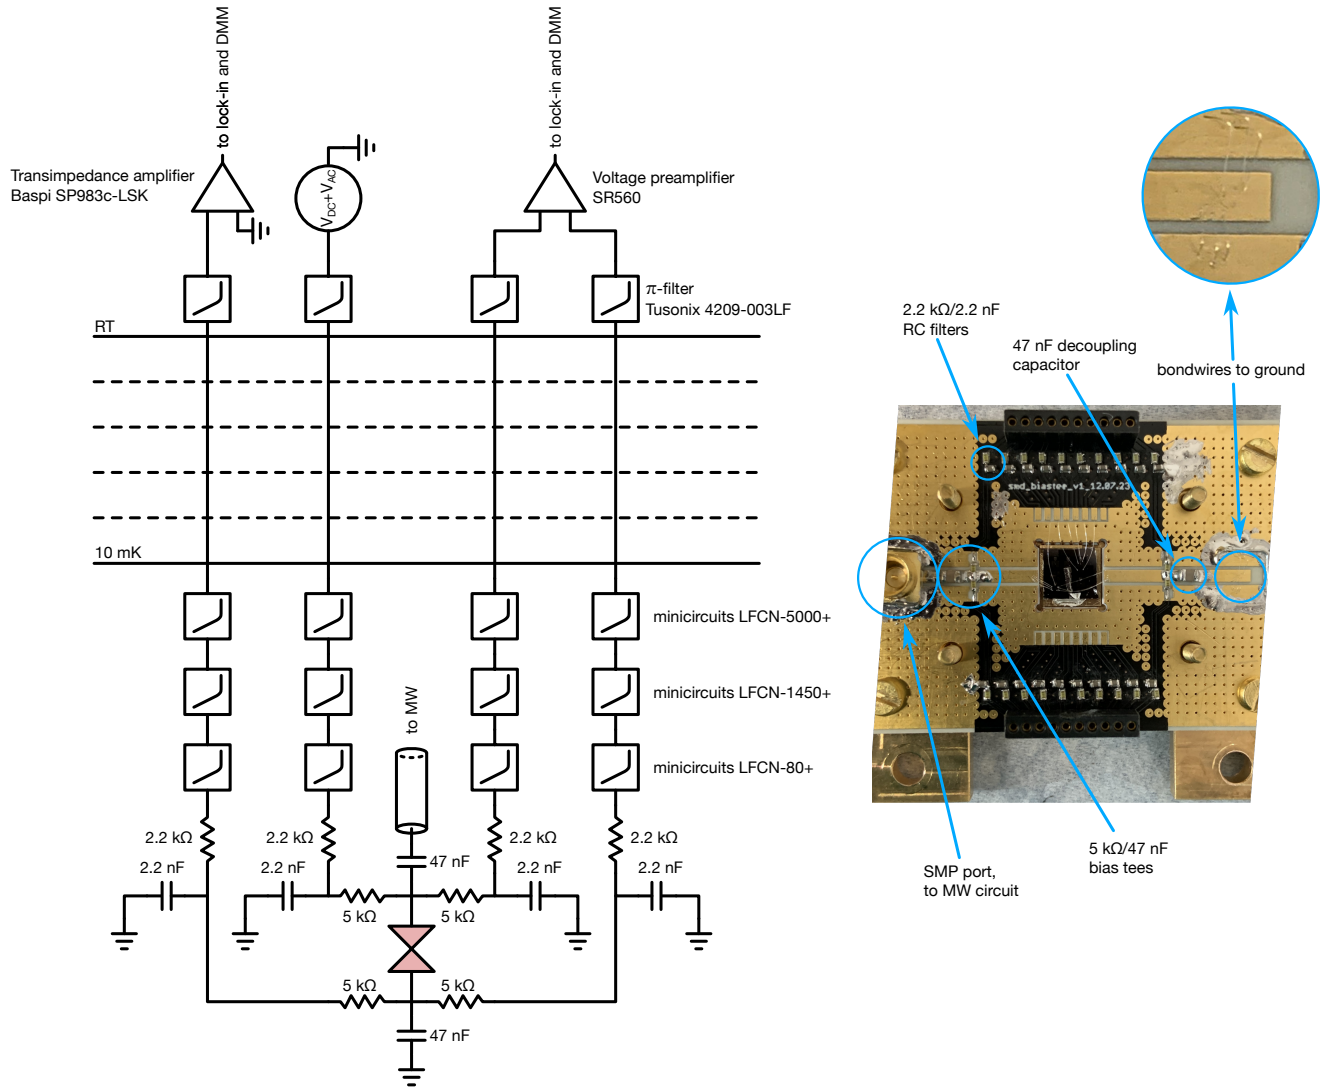 to lock-in and DMM
to lock-in and DMM
Transimpedance amplifier
Baspi SP983c-LSK
V_DC+V_AC
Voltage preamplifier
SR560
π-filter
Tusonix 4209-003LF
RT
10 mK
minicircuits LFCN-5000+
minicircuits LFCN-1450+
to MW
minicircuits LFCN-80+
2.2 kΩ
2.2 kΩ
2.2 kΩ
2.2 kΩ
2.2 nF
2.2 nF
47 nF
2.2 nF
2.2 nF
5 kΩ
5 kΩ
5 kΩ
5 kΩ
47 nF
2.2 kΩ/2.2 nF
RC filters
47 nF decoupling
capacitor
bondwires to ground
smd_biastee_v1_12.07.23
5 kΩ/47 nF
bias tees
SMP port,
to MW circuit